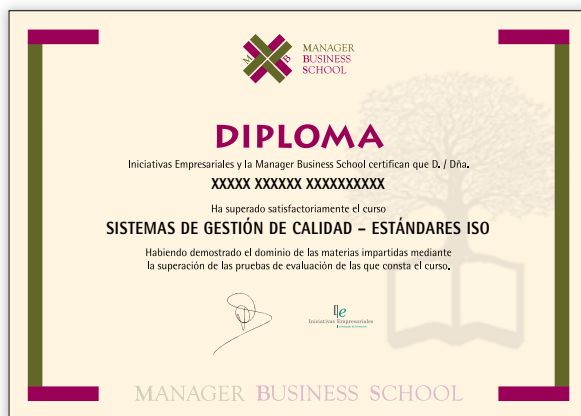 M B
MANAGER
BUSINESS
SCHOOL
DIPLOMA
Iniciativas Empresariales y la Manager Business School certifican que D. / Dña.
XXXXX XXXXXX XXXXXXXXXX
Ha superado satisfactoriamente el curso
SISTEMAS DE GESTIÓN DE CALIDAD – ESTÁNDARES ISO
Habiendo demostrado el dominio de las materias impartidas mediante
la superación de las pruebas de evaluación de las que consta el curso.
Iniciativas Empresariales
MANAGER BUSINESS SCHOOL